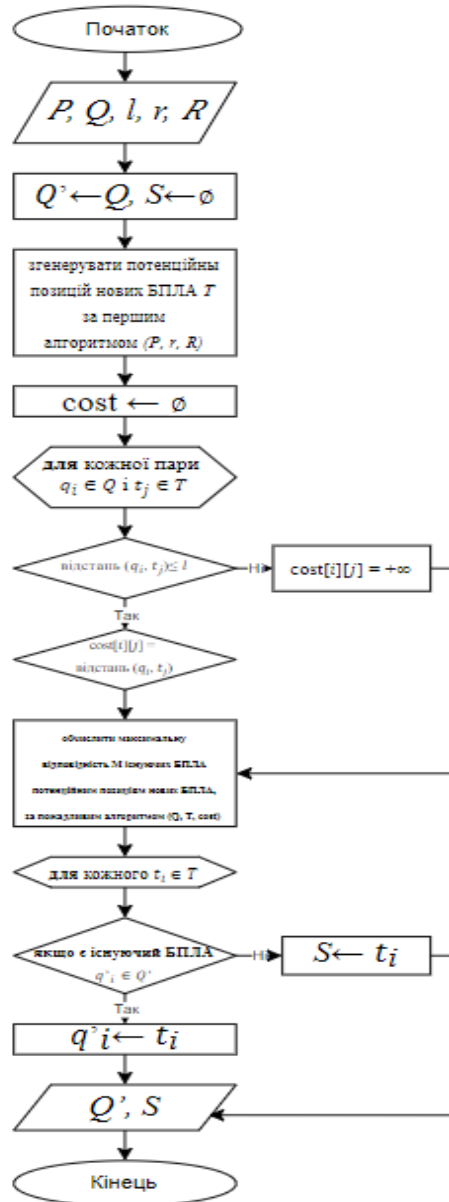 Початок
P, Q, l, r, R
Q’←Q, S←∅
згенерувати потенційны
позицій нових БПЛА T
за першим
алгоритмом (P, r, R)
cost ← ∅
для кожної пари
qᵢ ∈ Q і tⱼ ∈ T
відстань (qᵢ, tⱼ)≤ l
Ні
cost[i][j] = +∞
Так
cost[i][j] =
відстань (qᵢ, tⱼ)
обчислити максимальну
відповідність M існуючих БПЛА
потенційним позиціям нових БПЛА,
за пожадливим алгоритмом (Q, T, cost)
для кожного tᵢ ∈ T
якщо є існуючий БПЛА
q’ᵢ ∈ Q’
Ні
S← tᵢ
Так
q’i← tᵢ
Q’, S
Кінець